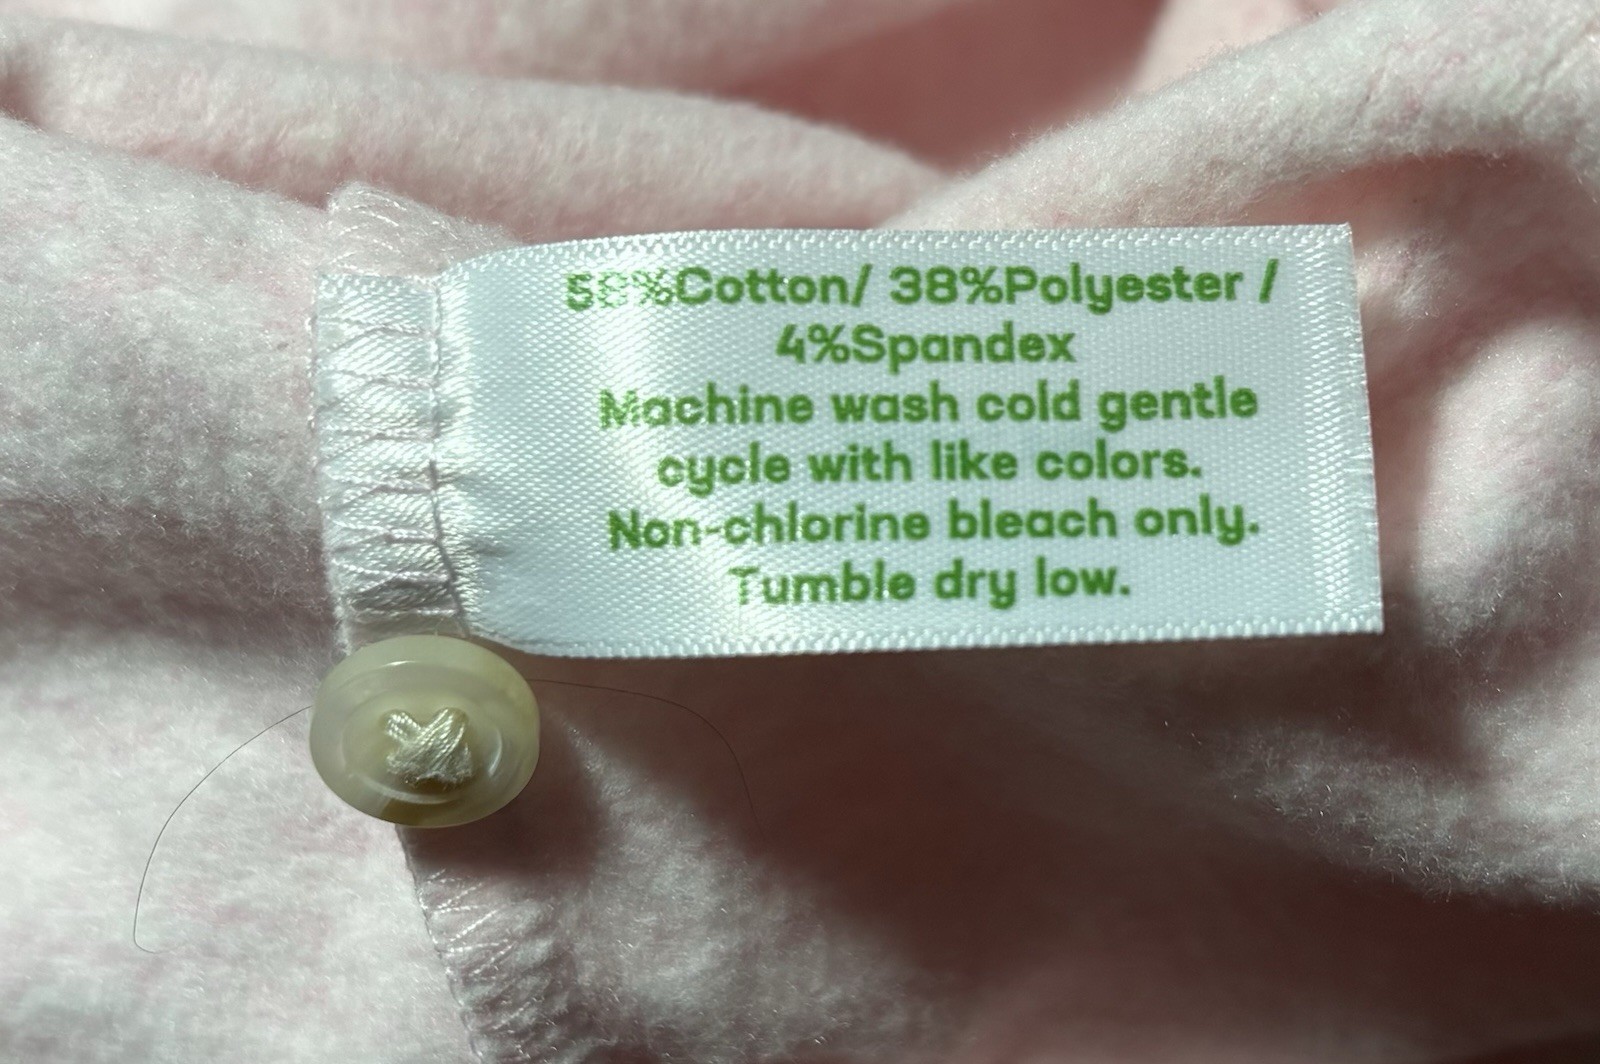 58%Cotton/ 38%Polyester /
4%Spandex
Machine wash cold gentle
cycle with like colors.
Non-chlorine bleach only.
Tumble dry low.